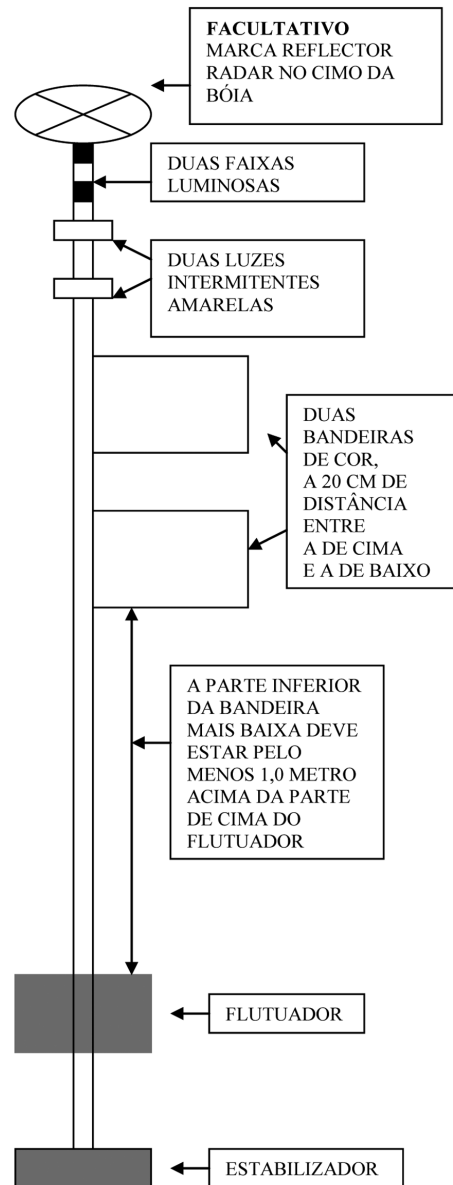 FACULTATIVO
MARCA REFLECTOR
RADAR NO CIMO DA
BÓIA
DUAS FAIXAS
LUMINOSAS
DUAS LUZES
INTERMITENTES
AMARELAS
DUAS
BANDEIRAS
DE COR,
A 20 CM DE
DISTÂNCIA
ENTRE
A DE CIMA
E A DE BAIXO
A PARTE INFERIOR
DA BANDEIRA
MAIS BAIXA DEVE
ESTAR PELO
MENOS 1,0 METRO
ACIMA DA PARTE
DE CIMA DO
FLUTUADOR
FLUTUADOR
ESTABILIZADOR